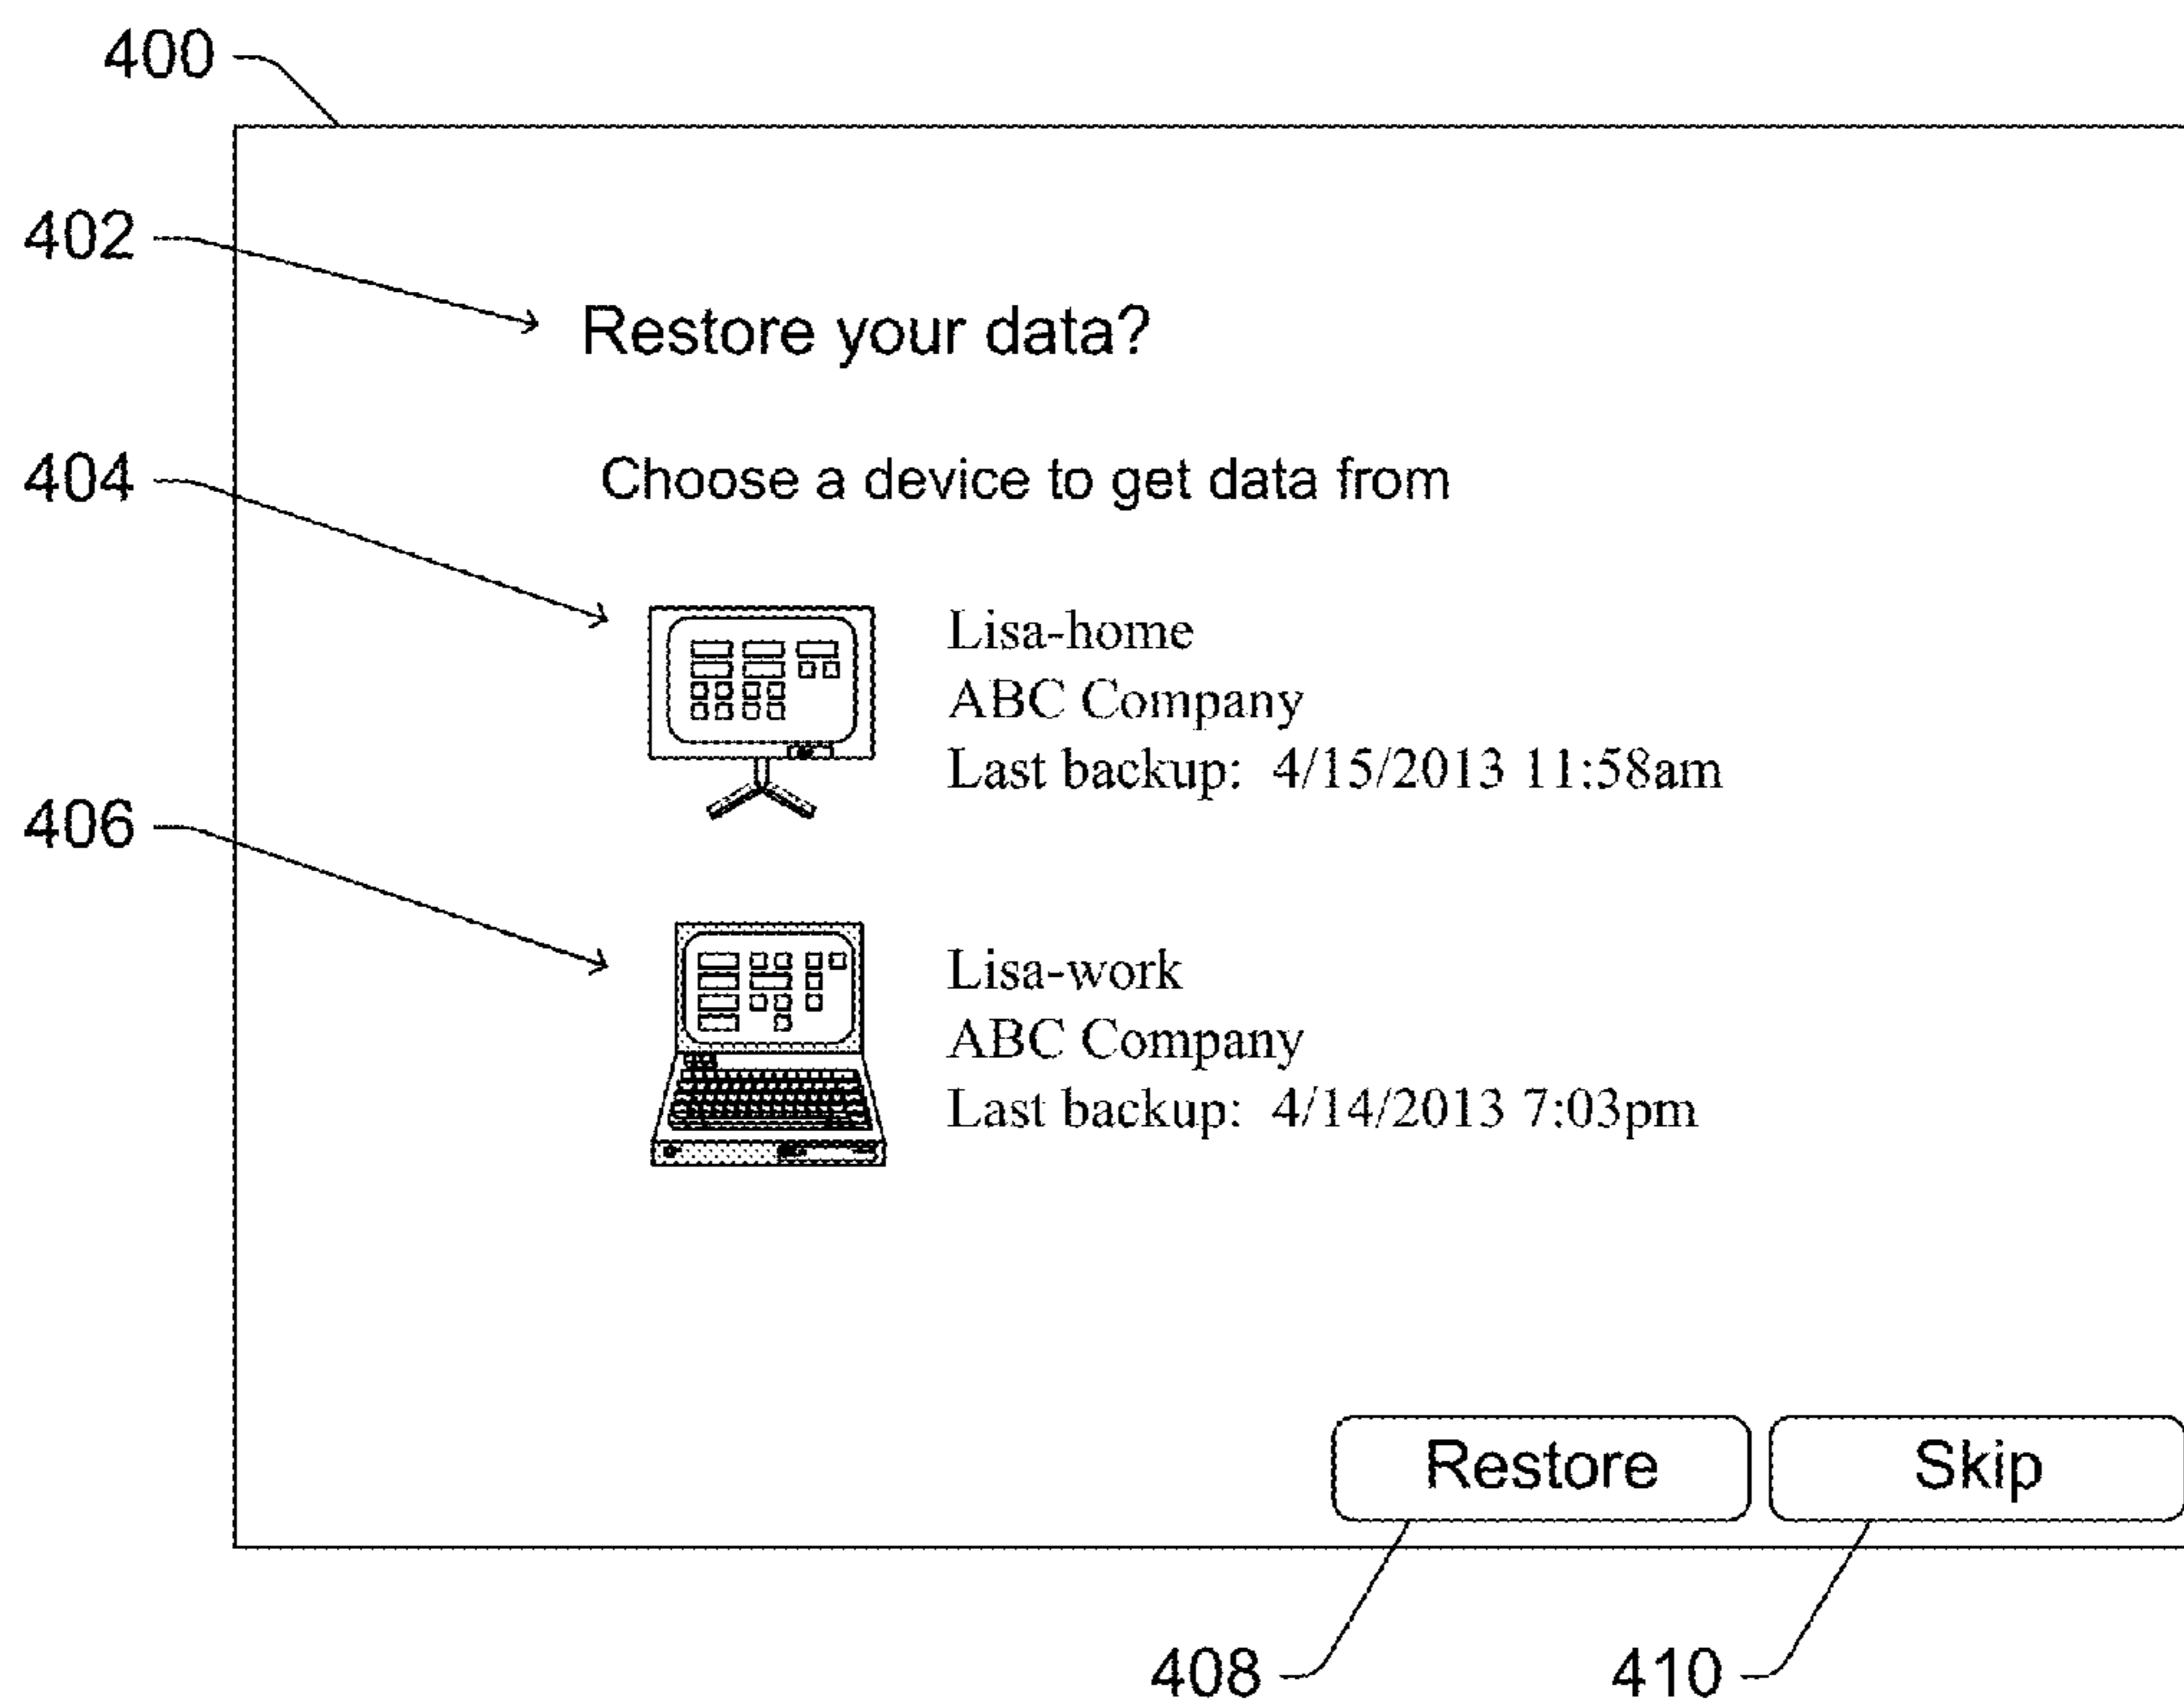 400
402
Restore your data?
404
Choose a device to get data from
Lisa-home
ABC Company
Last backup: 4/15/2013 11:58am
406
Lisa-work
ABC Company
Last backup: 4/14/2013 7:03pm
Restore
Skip
408
410